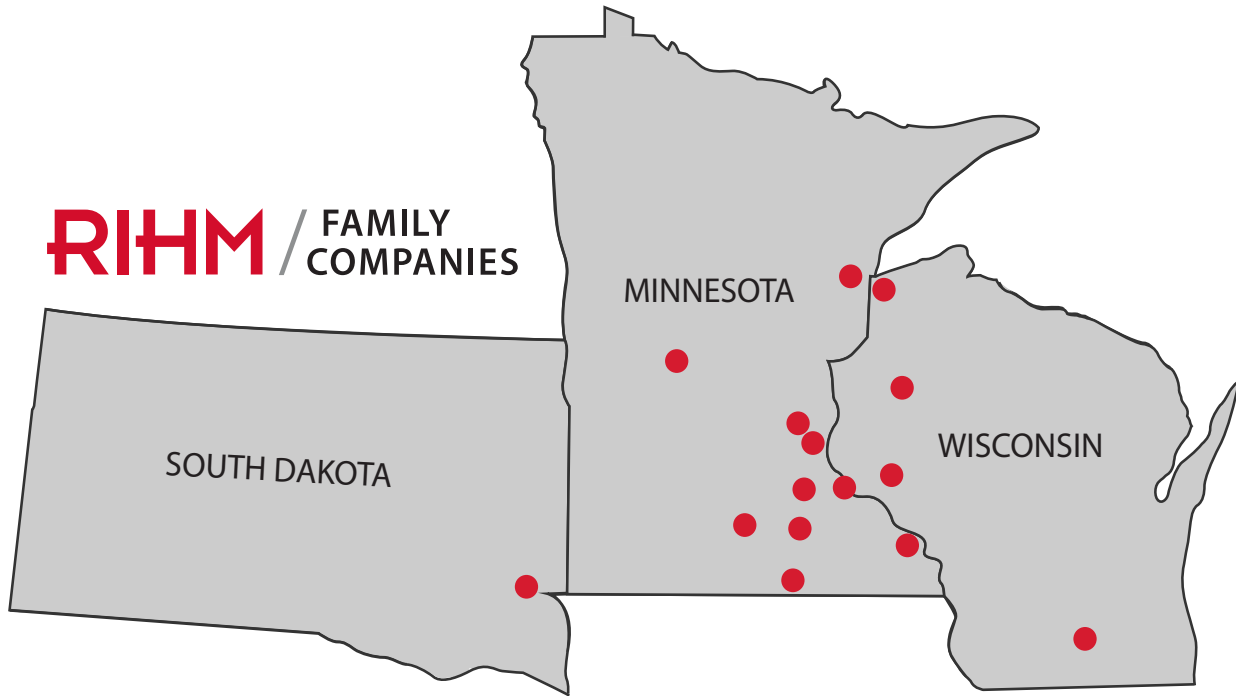 RIHM / FAMILY
COMPANIES
MINNESOTA
SOUTH DAKOTA
WISCONSIN